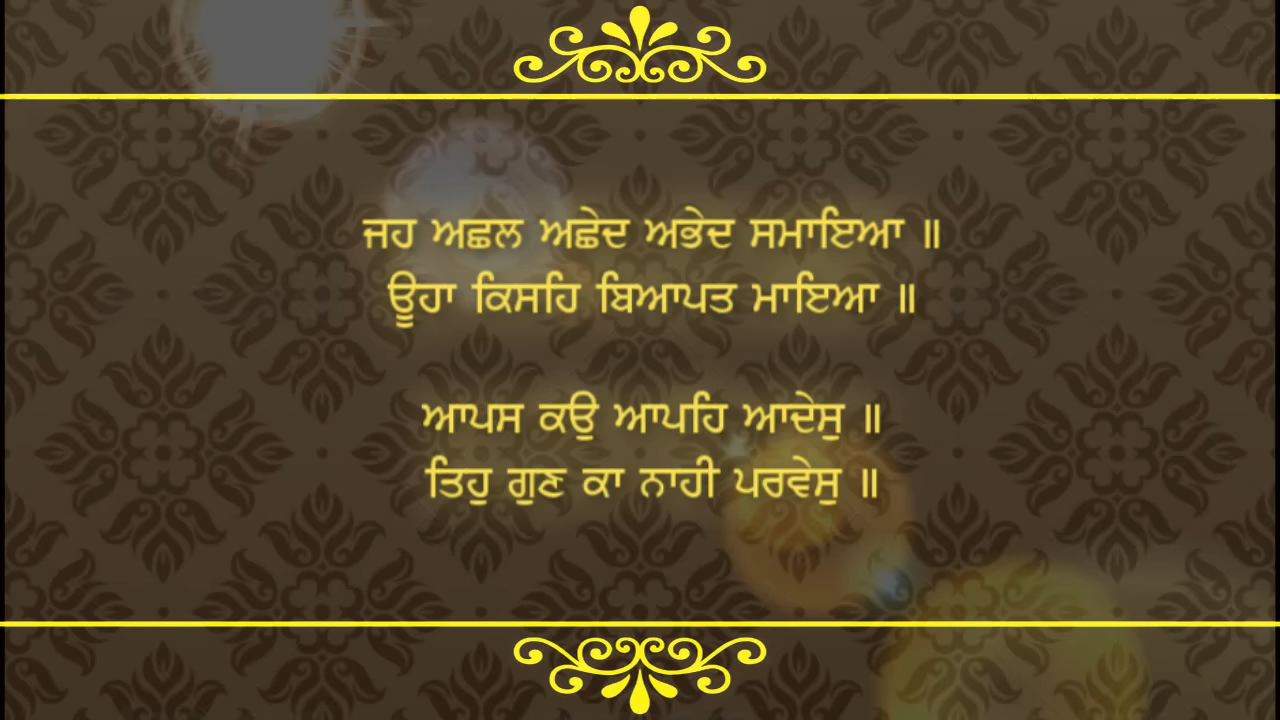 ਜਹ ਅਛਲ ਅਛੇਦ ਅਭੇਦ ਸਮਾਇਆ ॥
ਊਹਾ ਕਿਸਹਿ ਬਿਆਪਤ ਮਾਇਆ ॥
ਆਪਸ ਕਉ ਆਪਹਿ ਆਦੇਸੁ ॥
ਤਿਹੁ ਗੁਣ ਕਾ ਨਾਹੀ ਪਰਵੇਸੁ ॥